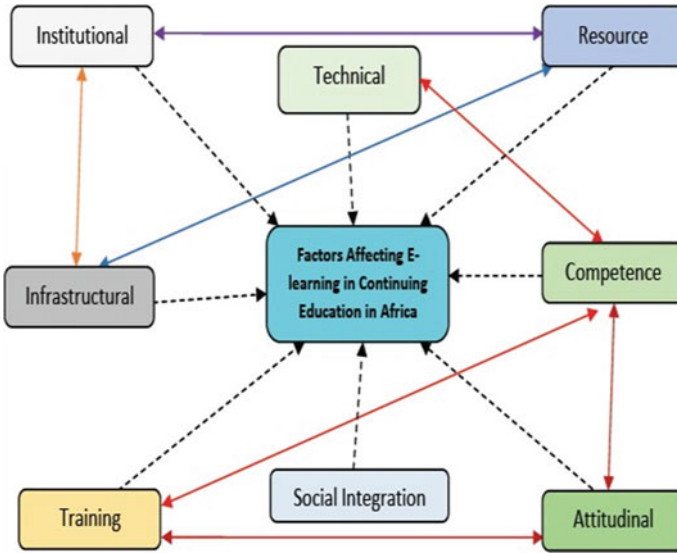 Institutional
Resource
Technical
Factors Affecting E-
learning in Continuing
Education in Africa
Infrastructural
Competence
Training
Social Integration
Attitudinal